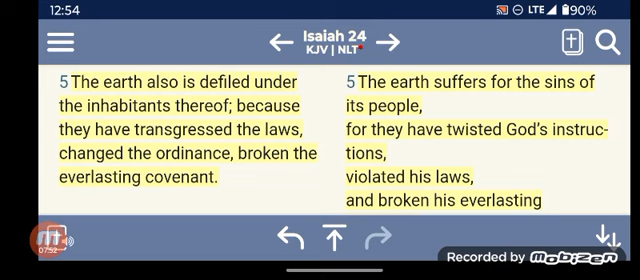 12:54
LTE
90%
Isaiah 24
KJV | NLT
5 The earth also is defiled under
the inhabitants thereof; because
they have transgressed the laws,
changed the ordinance, broken the
everlasting covenant.
5 The earth suffers for the sins of
its people,
for they have twisted God's instruc-
tions,
violated his laws,
and broken his everlasting
07:52
Recorded by Mobizen